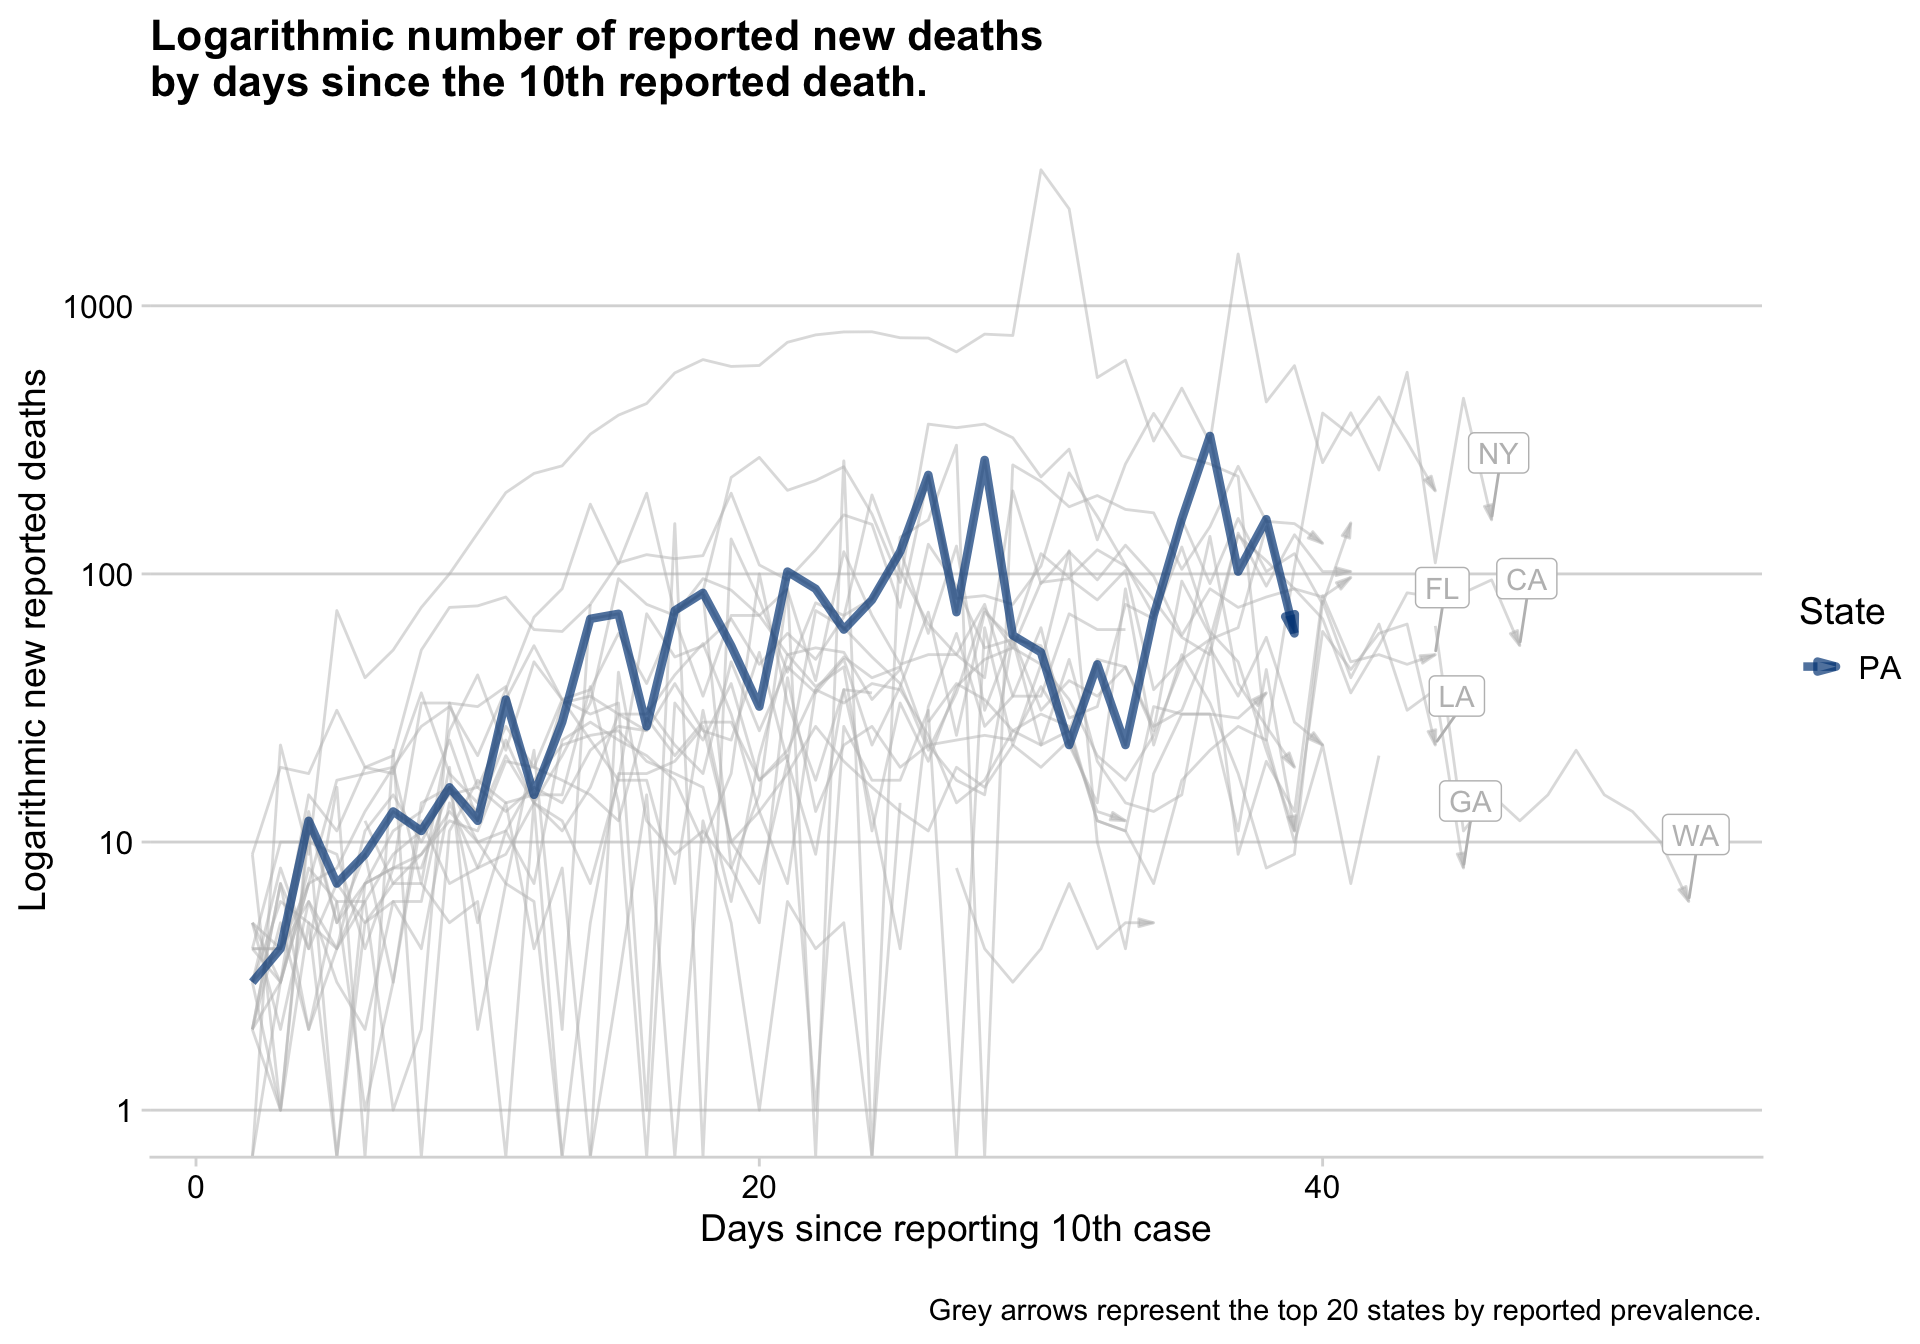 Logarithmic number of reported new deaths
by days since the 10th reported death.
Logarithmic new reported deaths
1000
100
10
1
NY
FL
CA
LA
GA
WA
State
PA
0
20
40
Days since reporting 10th case
Grey arrows represent the top 20 states by reported prevalence.